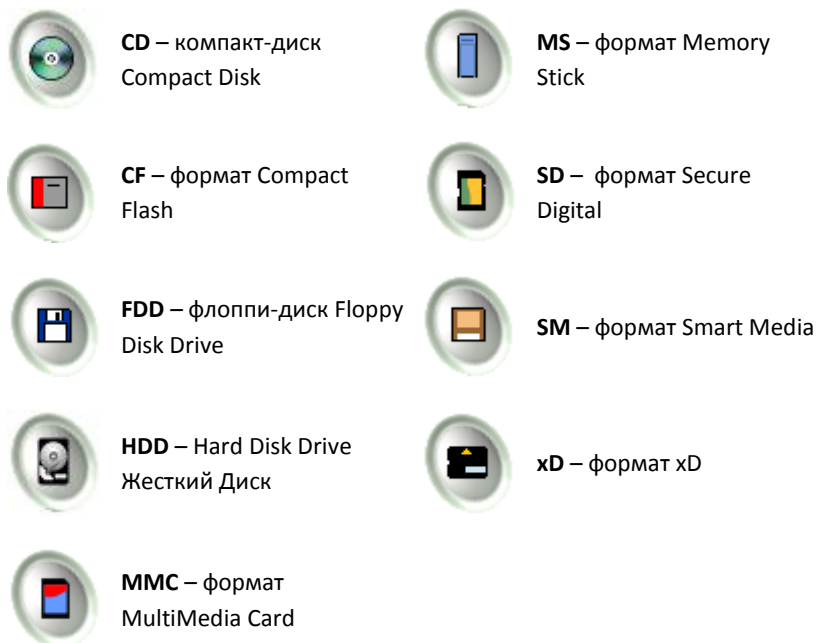 CD – компакт-диск
Compact Disk
CF – формат Compact
Flash
FDD – флоппи-диск Floppy
Disk Drive
HDD – Hard Disk Drive
Жесткий Диск
MMC – формат
MultiMedia Card
MS – формат Memory
Stick
SD – формат Secure
Digital
SM – формат Smart Media
xD – формат xD